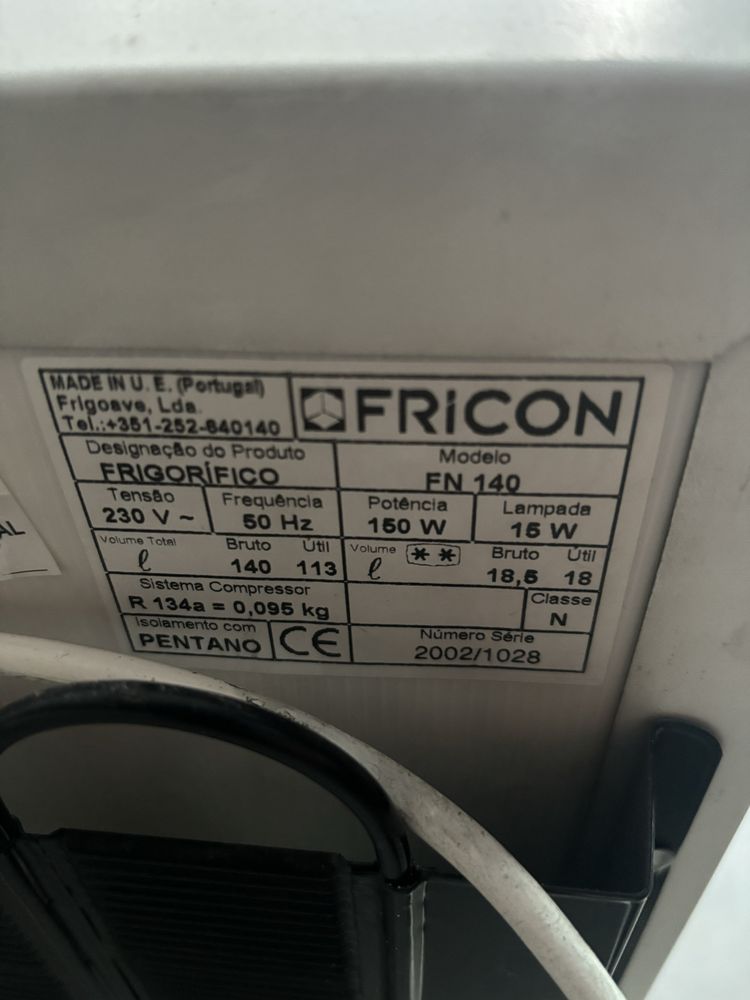 MADE IN U. E. (Portugal)
Frigoave, Lda.
Tel.:+351-252-640140
FRiCON
Designação do Produto
FRIGORÍFICO
Modelo
FN 140
Tensão
230 V ~
Frequência
50 Hz
Potência
150 W
Lampada
15 W
Volume Total
ℓ
Bruto Útil
140 113
Volume **
ℓ
Bruto Útil
18,5 18
Sistema Compressor
R 134a = 0,095 kg
Classe
N
Isolamento com
PENTANO
CE
Número Série
2002/1028
AL